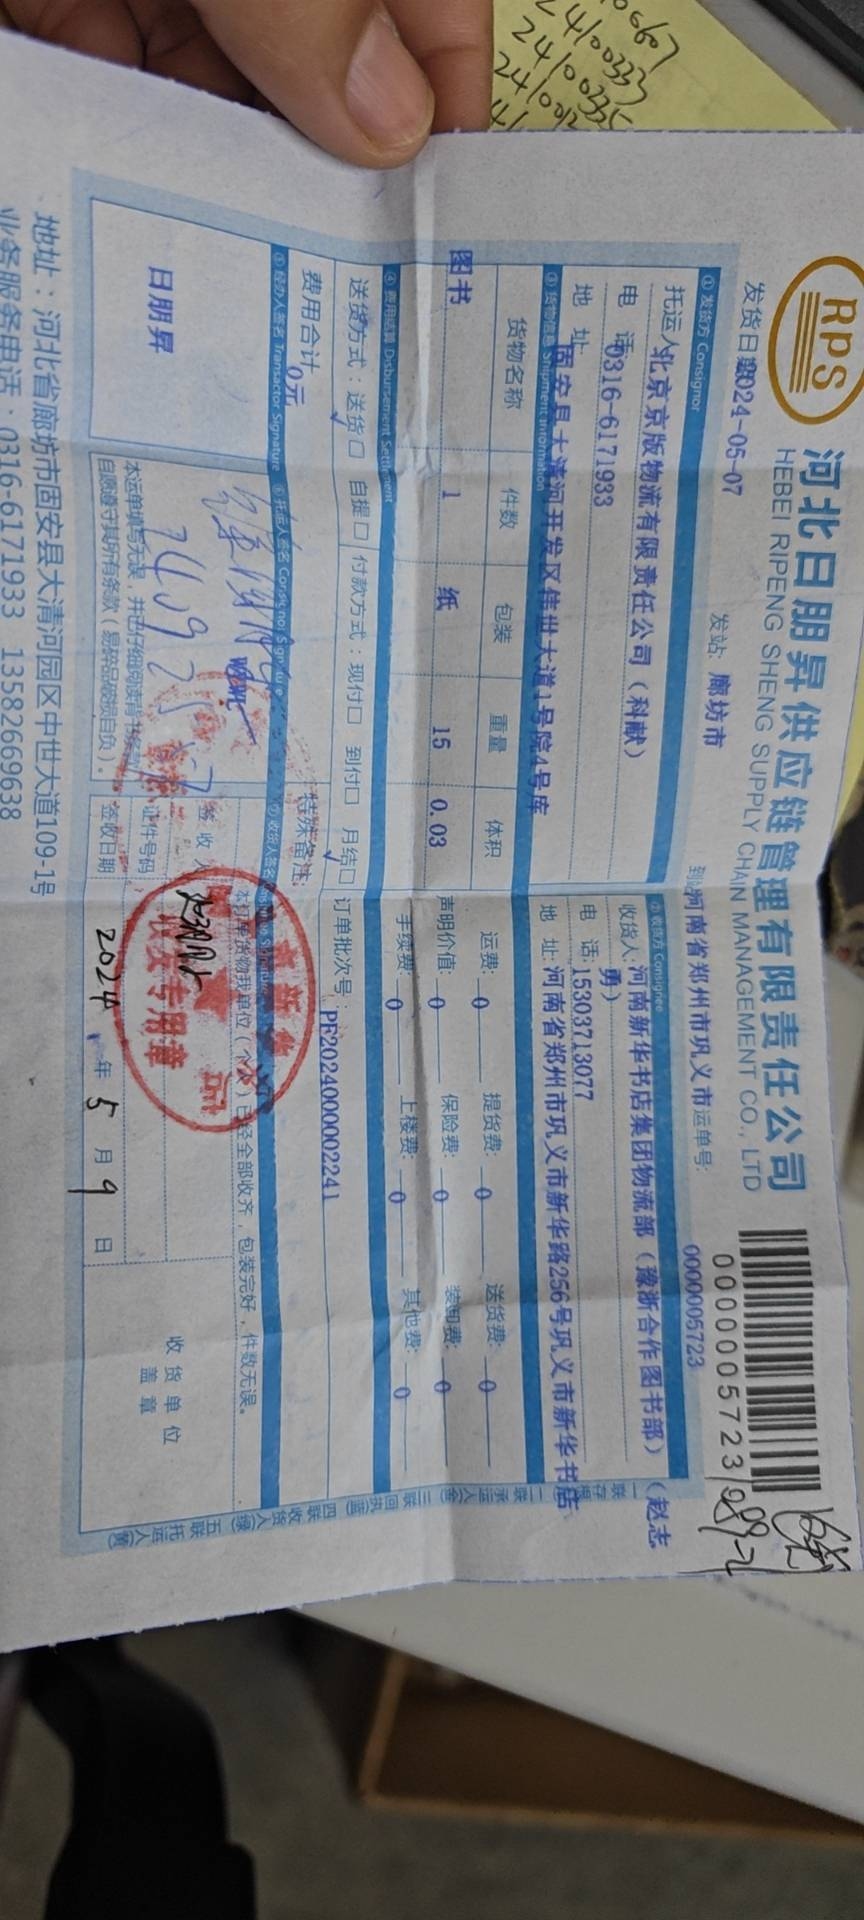 RPS
河北日朋昇供应链管理有限责任公司
HEBEI RIPENG SHENG SUPPLY CHAIN MANAGEMENT CO., LTD
0000005723
发货日期 2024-05-07
发站: 廊坊市
到站 河南省郑州市巩义市
运单号: 0000005723
① 发货方 Consignor
托运人 北京京版物流有限责任公司（科献）
电 话 0316-6171933
地 址 固安县大清河开发区伟世大道1号院4号库
② 收货方 Consignee
收货人: 河南新华书店集团物流部（豫浙合作图书部）（赵志勇）
电 话: 15303713077
地 址: 河南省郑州市巩义市新华路256号巩义市新华书店
③ 货物信息 Shipment Information
货物名称 件数 包装 重量 体积
图书 1 纸 15 0.03
运费: 0 提货费: 0 送货费: 0
声明价值: 0 保险费: 0 装卸费: 0
手续费: 0 上楼费: 0 其他费: 0
④ 费用结算 Disbursement Settlement
送货方式：送货□ 自提□ 付款方式：现付□ 到付□ 月结□
订单批次号: PF2024000002241
费用合计 0元
特殊备注:
⑤ 经办人签名 Transactor Signature
⑥ 托运人签名 Consignor Signature
⑦ 收货人签名 Consignee Signature
日朋昇
本运单填写无误，并已仔细阅读背书条款
自愿遵守其所有条款（易碎品破损自负）。
本运单货物我单位（个人）已经全部收齐，包装完好，件数无误。
签收人
证件号码
签收日期 2024 年 5 月 9 日
收货单位
盖章
收发专用章
地址：河北省廊坊市固安县大清河园区中世大道109-1号
业务服务电话：0316-6171933 13582669638
一联存根 二联承运人(金) 三联回执(蓝) 四联收货人(绿) 五联托运人(黄)